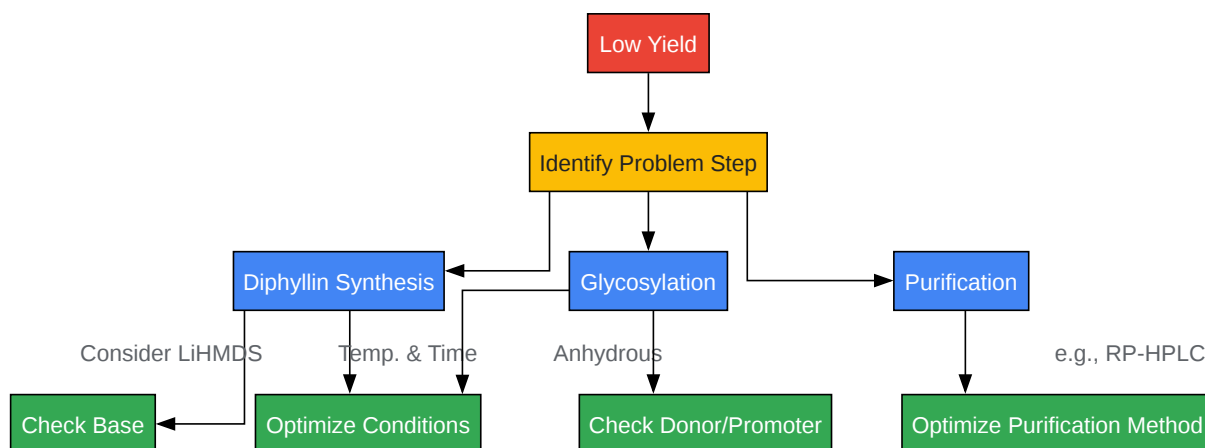 Low Yield
Identify Problem Step
Diphyllin Synthesis
Glycosylation
Purification
Consider LiHMDS
Temp. & Time
Anhydrous
e.g., RP-HPLC
Check Base
Optimize Conditions
Check Donor/Promoter
Optimize Purification Method